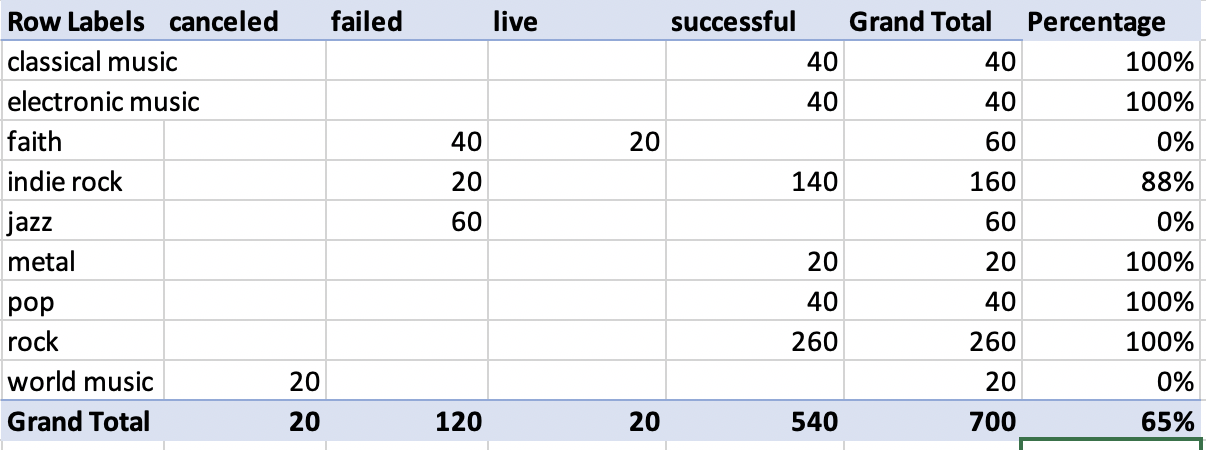 Row Labels canceled failed live successful Grand Total Percentage
classical music 40 40 100%
electronic music 40 40 100%
faith 40 20 60 0%
indie rock 20 140 160 88%
jazz 60 60 0%
metal 20 20 100%
pop 40 40 100%
rock 260 260 100%
world music 20 20 0%
Grand Total 20 120 20 540 700 65%